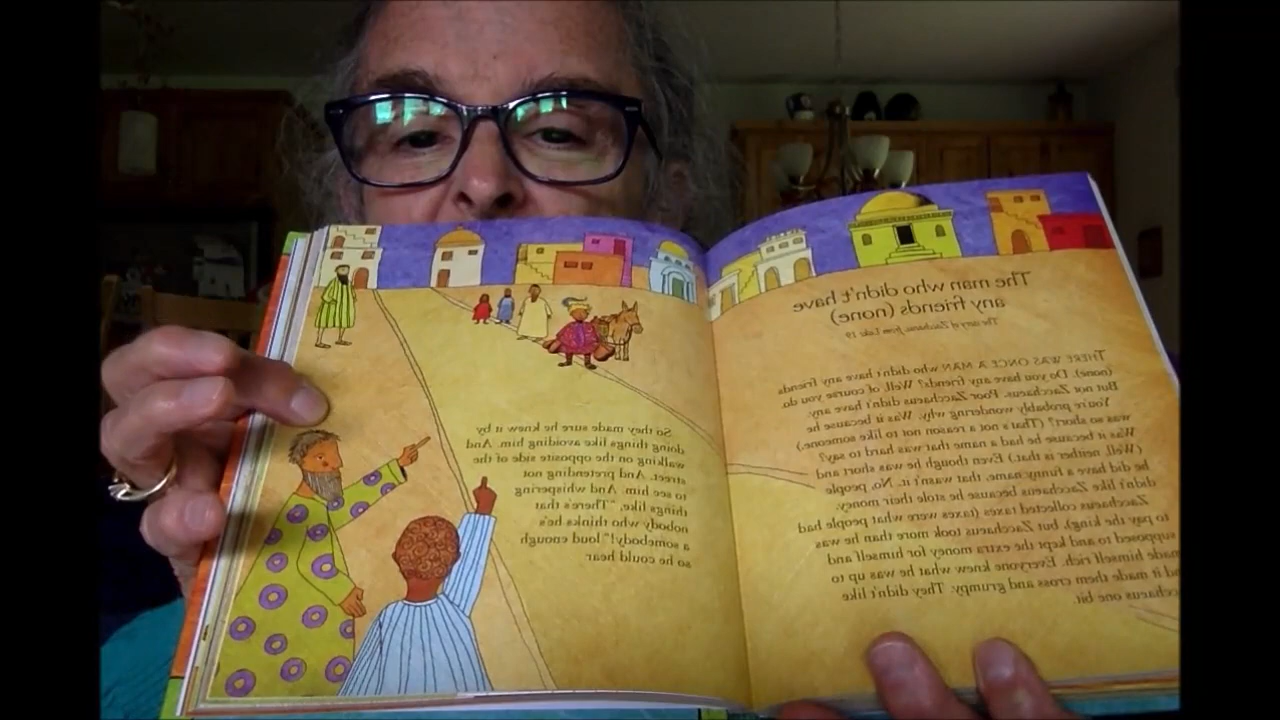 The man who didn't have
any friends (none)
The story of Zacchaeus, from Luke 19
THERE WAS ONCE A MAN WHO didn't have any friends
(none). Do you have any friends? Well, of course you do.
But not Zacchaeus. Poor Zacchaeus didn't have any.
You're probably wondering why. Was it because he
was so short? (That's not a reason not to like someone.)
Was it because he had a name that was hard to say?
(Well, neither is that.) Even though he was short and
he did have a funny name, that wasn't it. No, people
didn't like Zacchaeus because he stole their money.
Zacchaeus collected taxes (taxes were what people had
to pay the king), but Zacchaeus took more than he was
supposed to and kept the extra money for himself and
made himself rich. Everyone knew what he was up to
nd it made them cross and grumpy. They didn't like
cchaeus one bit.
So they made sure he knew it by
doing things like avoiding him. And
walking on the opposite side of the
street. And pretending not
to see him. And whispering
things like, "There's that
nobody who thinks he's
a somebody!" loud enough
so he could hear